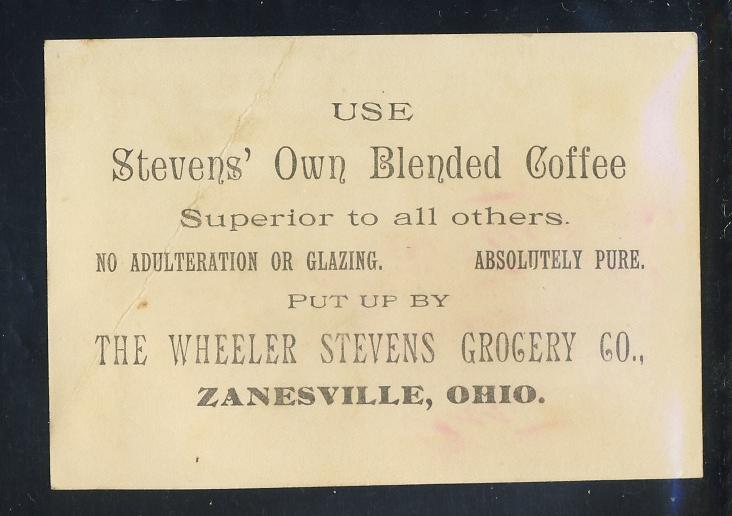 USE
Stevens' Own Blended Coffee
Superior to all others.
NO ADULTERATION OR GLAZING. ABSOLUTELY PURE.
PUT UP BY
THE WHEELER STEVENS GROCERY CO.,
ZANESVILLE, OHIO.